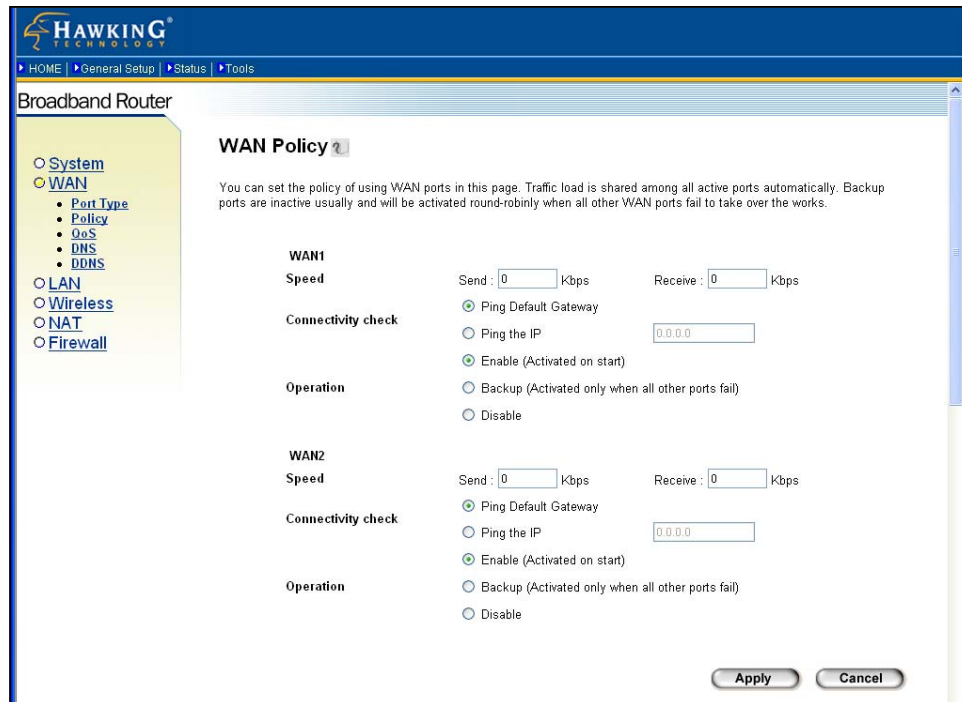 HAWKING®
TECHNOLOGY
HOME | General Setup | Status | Tools
Broadband Router
System
WAN
Port Type
Policy
QoS
DNS
DDNS
LAN
Wireless
NAT
Firewall
WAN Policy
You can set the policy of using WAN ports in this page. Traffic load is shared among all active ports automatically. Backup
ports are inactive usually and will be activated round-robinly when all other WAN ports fail to take over the works.
WAN1
Speed Send : 0 Kbps Receive : 0 Kbps
Connectivity check
Ping Default Gateway
Ping the IP 0.0.0.0
Operation
Enable (Activated on start)
Backup (Activated only when all other ports fail)
Disable
WAN2
Speed Send : 0 Kbps Receive : 0 Kbps
Connectivity check
Ping Default Gateway
Ping the IP 0.0.0.0
Operation
Enable (Activated on start)
Backup (Activated only when all other ports fail)
Disable
Apply Cancel